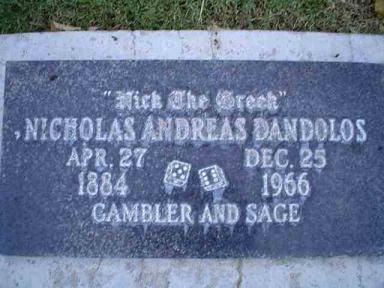 "Nick The Greek"
NICHOLAS ANDREAS DANDOLOS
APR. 27 DEC. 25
1884 1966
GAMBLER AND SAGE